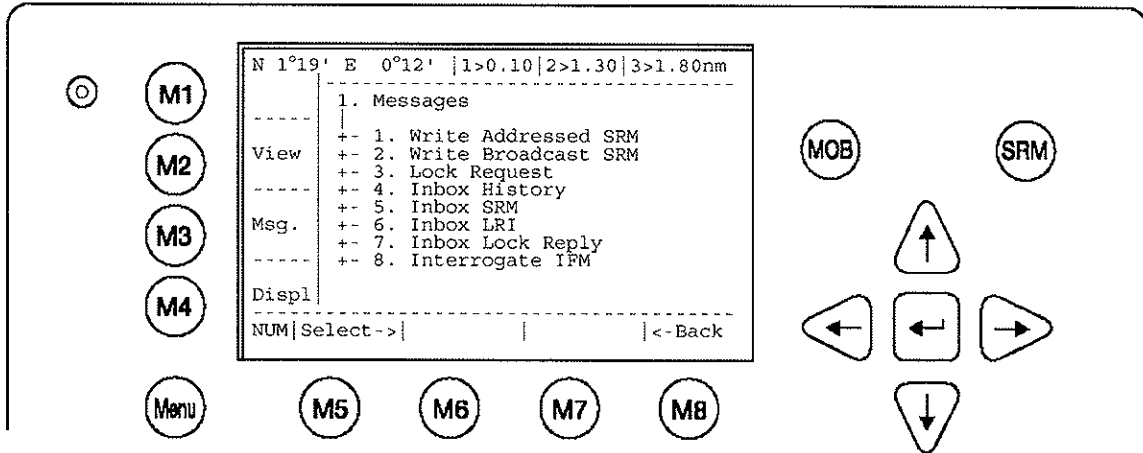 N 1°19' E 0°12' |1>0.10|2>1.30|3>1.80nm
1. Messages
+- 1. Write Addressed SRM
View +- 2. Write Broadcast SRM
+- 3. Lock Request
+- 4. Inbox History
+- 5. Inbox SRM
Msg. +- 6. Inbox LRI
+- 7. Inbox Lock Reply
+- 8. Interrogate IFM
Displ
NUM|Select->| | |<-Back
M1
M2
M3
M4
Menu
M5
M6
M7
M8
MOB
SRM